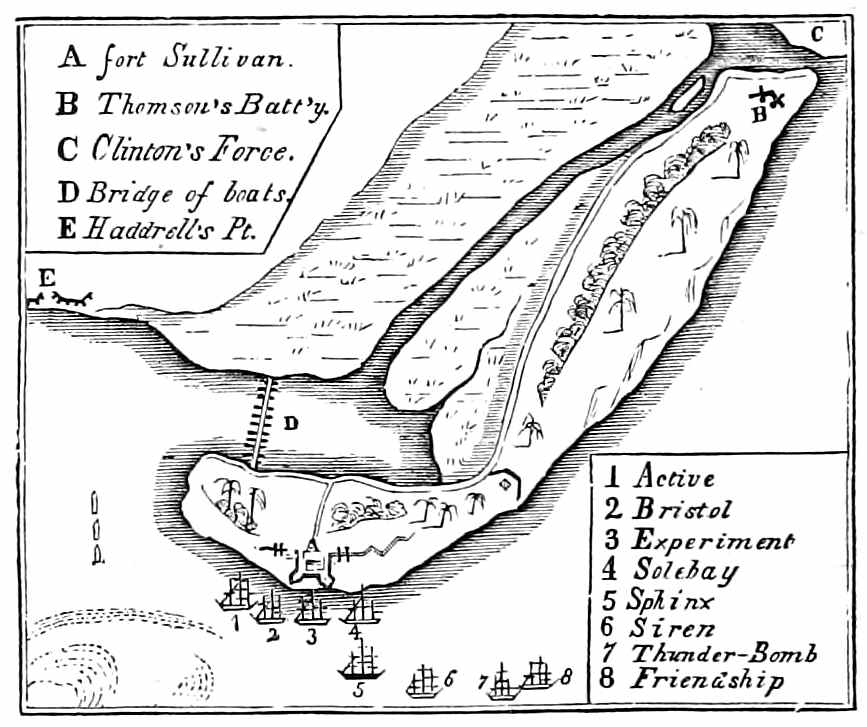 A fort Sullivan.
B Thomson's Batt'y.
C Clinton's Force.
D Bridge of boats.
E Haddrell's Pt.
C
B
E
D
A
1
2
3
4
5
6
7
8
1 Active
2 Bristol
3 Experiment
4 Solebay
5 Sphinx
6 Siren
7 Thunder-Bomb
8 Friendship